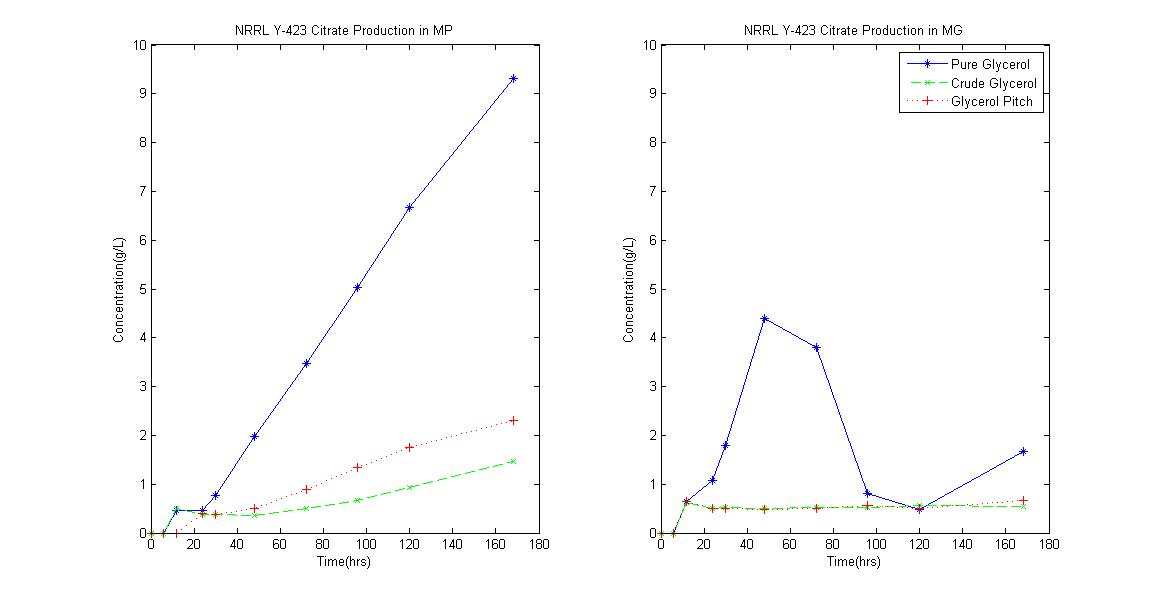 NRRL Y-423 Citrate Production in MP
10
9
8
7
6
5
4
3
2
1
0
Concentration(g/L)
0 20 40 60 80 100 120 140 160 180
Time(hrs)
NRRL Y-423 Citrate Production in MG
Pure Glycerol
Crude Glycerol
Glycerol Pitch
10
9
8
7
6
5
4
3
2
1
0
Concentration(g/L)
0 20 40 60 80 100 120 140 160 180
Time(hrs)